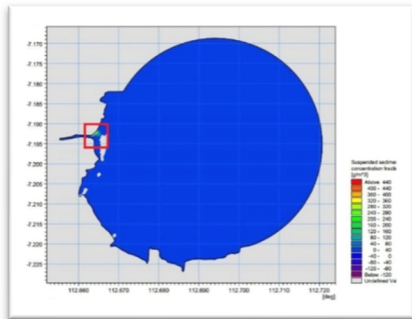 -7.170
-7.175
-7.180
-7.185
-7.190
-7.195
-7.200
-7.205
-7.210
-7.215
-7.220
-7.225
112.660 112.670 112.680 112.690 112.700 112.710 112.720
[deg]
Suspended sedime
concentration
[g/m^3]
Above 440
400 - 440
360 - 400
320 - 360
280 - 320
240 - 280
200 - 240
160 - 200
120 - 160
80 - 120
40 - 80
0 - 40
-40 - 0
-80 - -40
-120 - -80
Below -120
Undefined Va